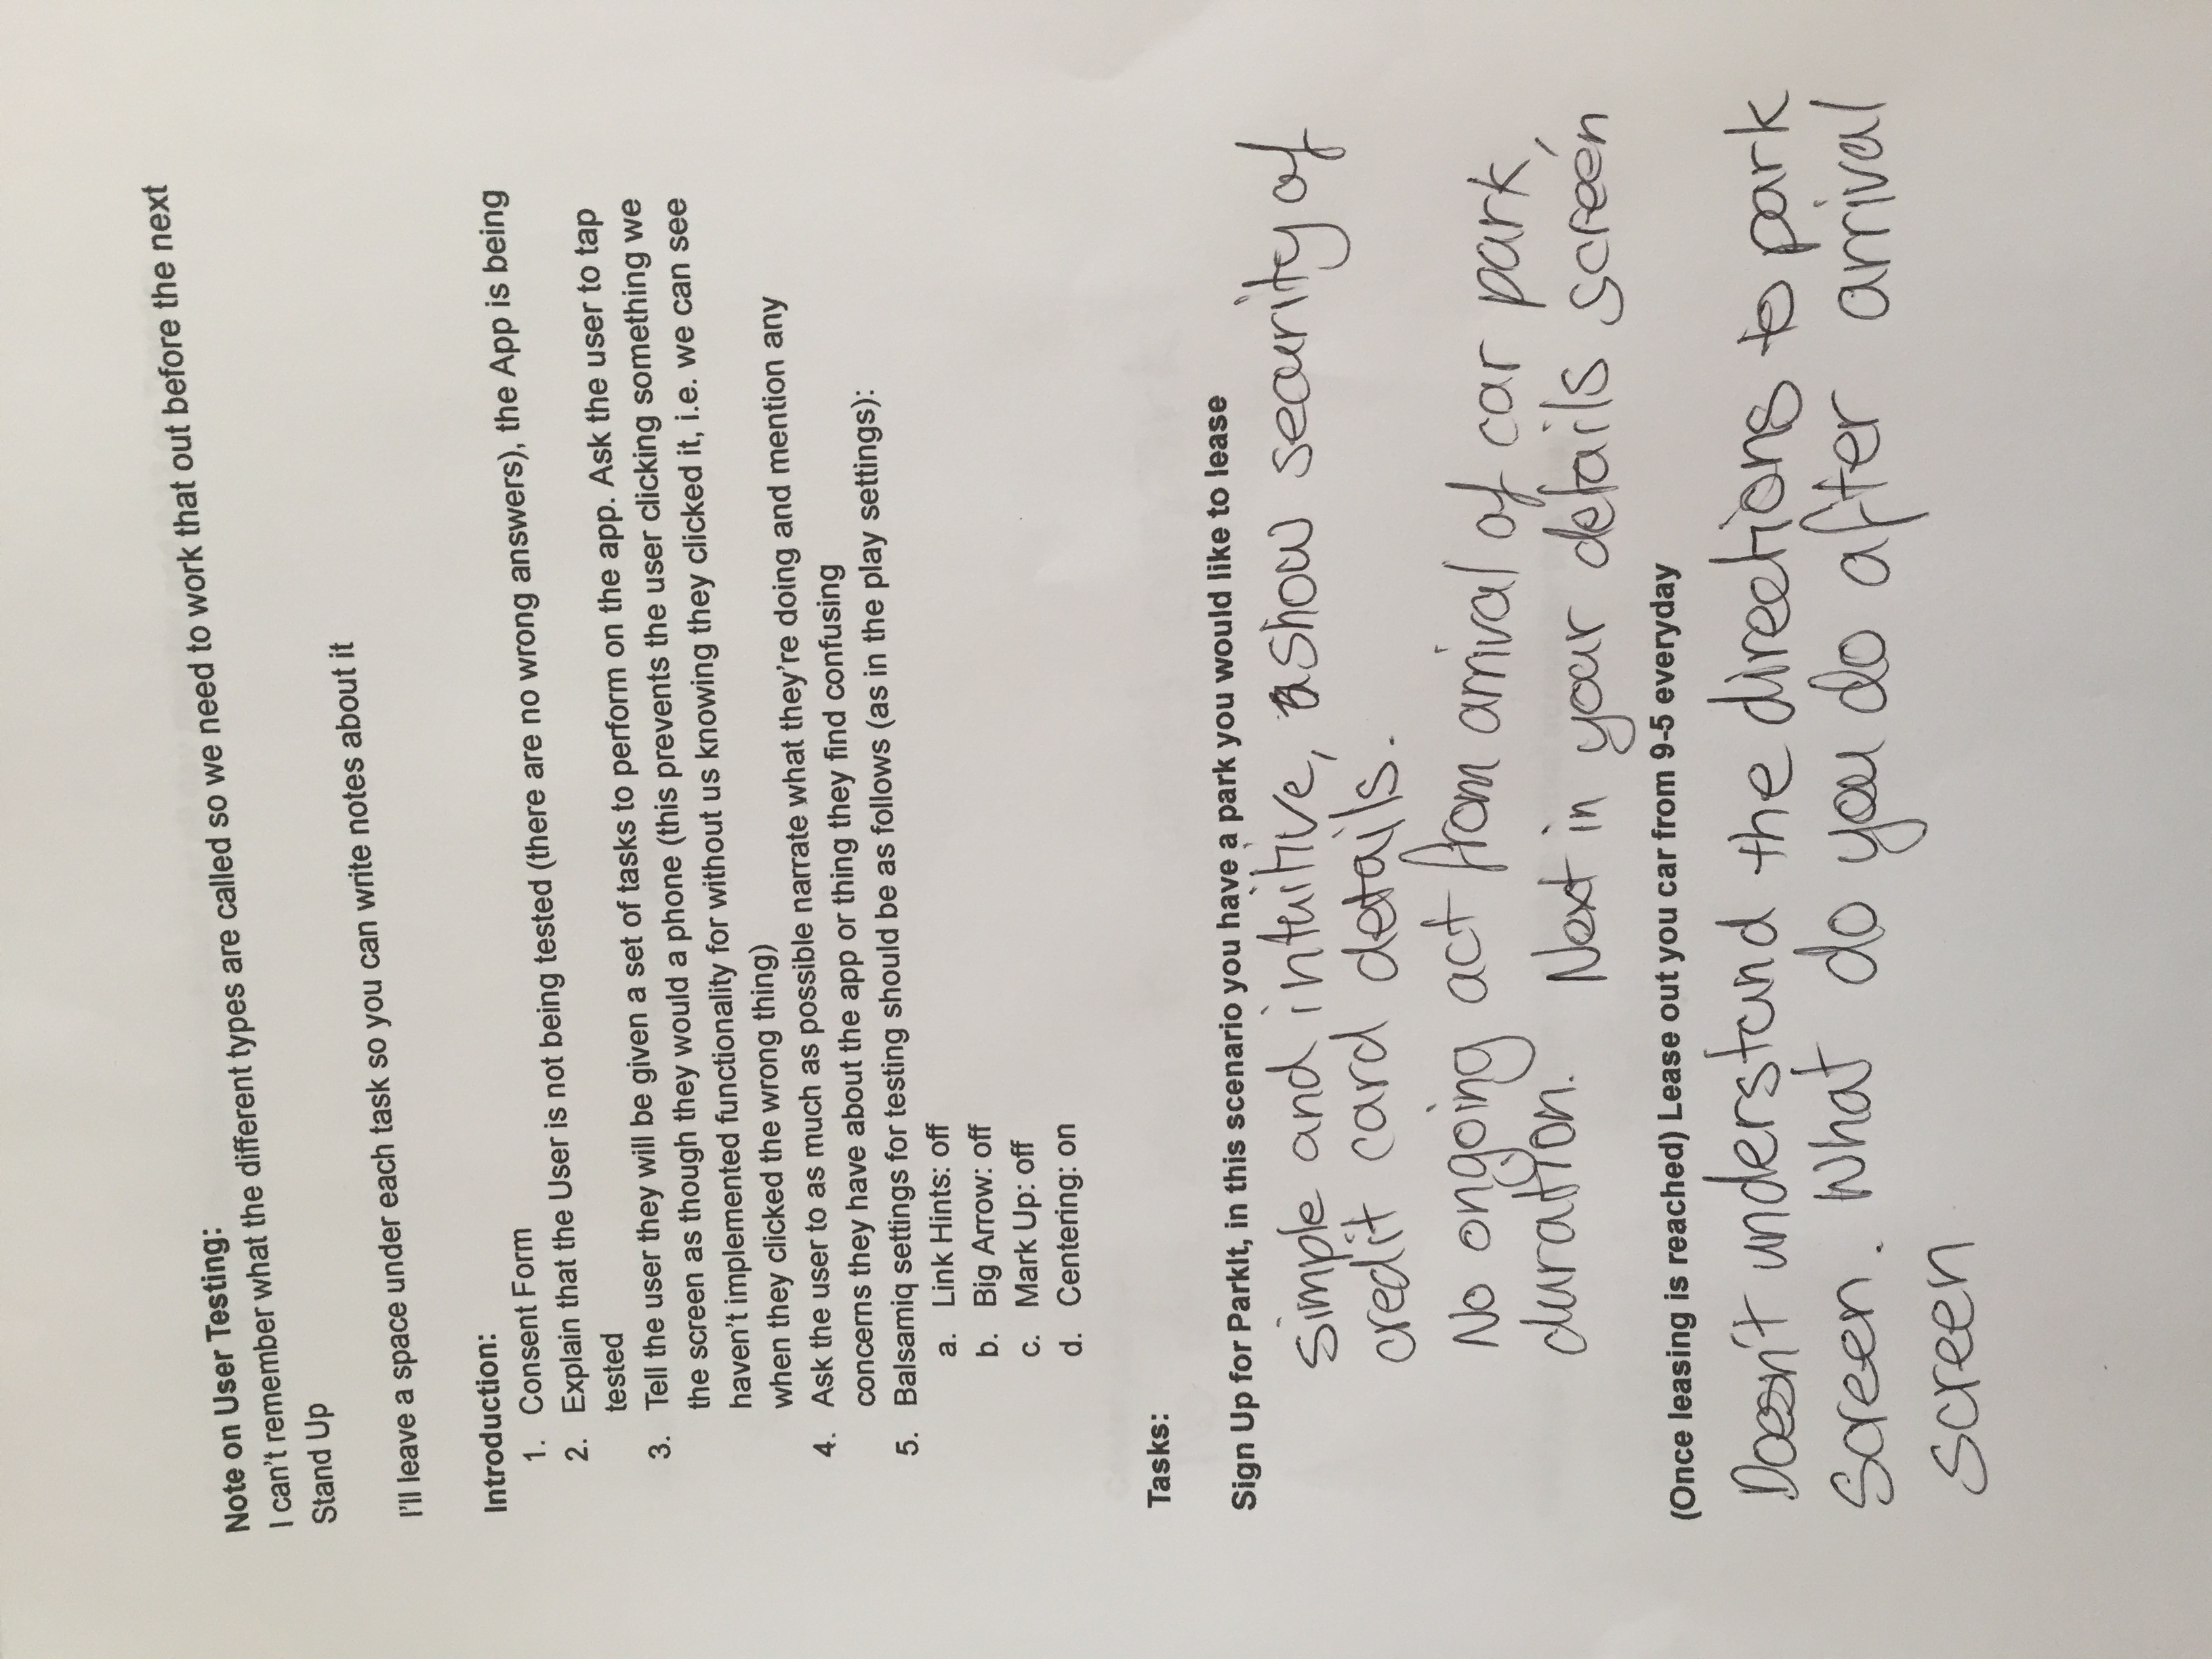 Note on User Testing:
I can't remember what the different types are called so we need to work that out before the next
Stand Up
I'll leave a space under each task so you can write notes about it
Introduction:
1. Consent Form
2. Explain that the User is not being tested (there are no wrong answers), the App is being
tested
3. Tell the user they will be given a set of tasks to perform on the app. Ask the user to tap
the screen as though they would a phone (this prevents the user clicking something we
haven't implemented functionality for without us knowing they clicked it, i.e. we can see
when they clicked the wrong thing)
4. Ask the user to as much as possible narrate what they're doing and mention any
concerns they have about the app or thing they find confusing
5. Balsamiq settings for testing should be as follows (as in the play settings):
a. Link Hints: off
b. Big Arrow: off
c. Mark Up: off
d. Centering: on
Tasks:
Sign Up for ParkIt, in this scenario you have a park you would like to lease
simple and intuitive, show security of
credit card details.
No ongoing act from arrival of car park,
duration. Next in your details screen
(Once leasing is reached) Lease out you car from 9-5 everyday
Doesn't understand the directions to park
screen. What do you do after arrival
screen